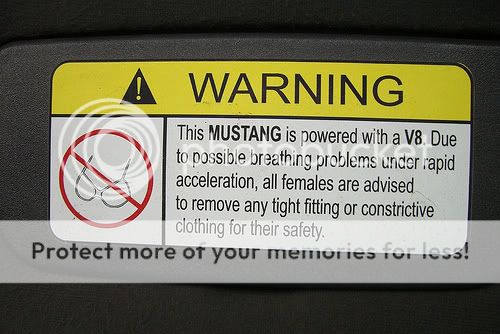 WARNING
This MUSTANG is powered with a V8. Due
to possible breathing problems under rapid
acceleration, all females are advised
to remove any tight fitting or constrictive
clothing for their safety.
photobucket
Protect more of your memories for less!